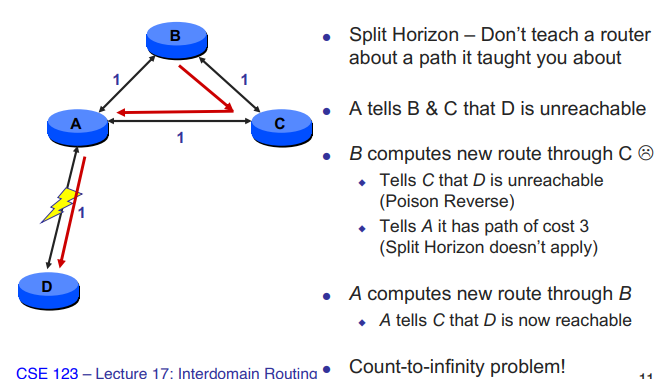 B
1
1
A
C
1
1
D
CSE 123 – Lecture 17: Interdomain Routing
• Split Horizon – Don't teach a router
about a path it taught you about
• A tells B & C that D is unreachable
• B computes new route through C ☹
◆ Tells C that D is unreachable
(Poison Reverse)
◆ Tells A it has path of cost 3
(Split Horizon doesn't apply)
• A computes new route through B
◆ A tells C that D is now reachable
• Count-to-infinity problem!
11